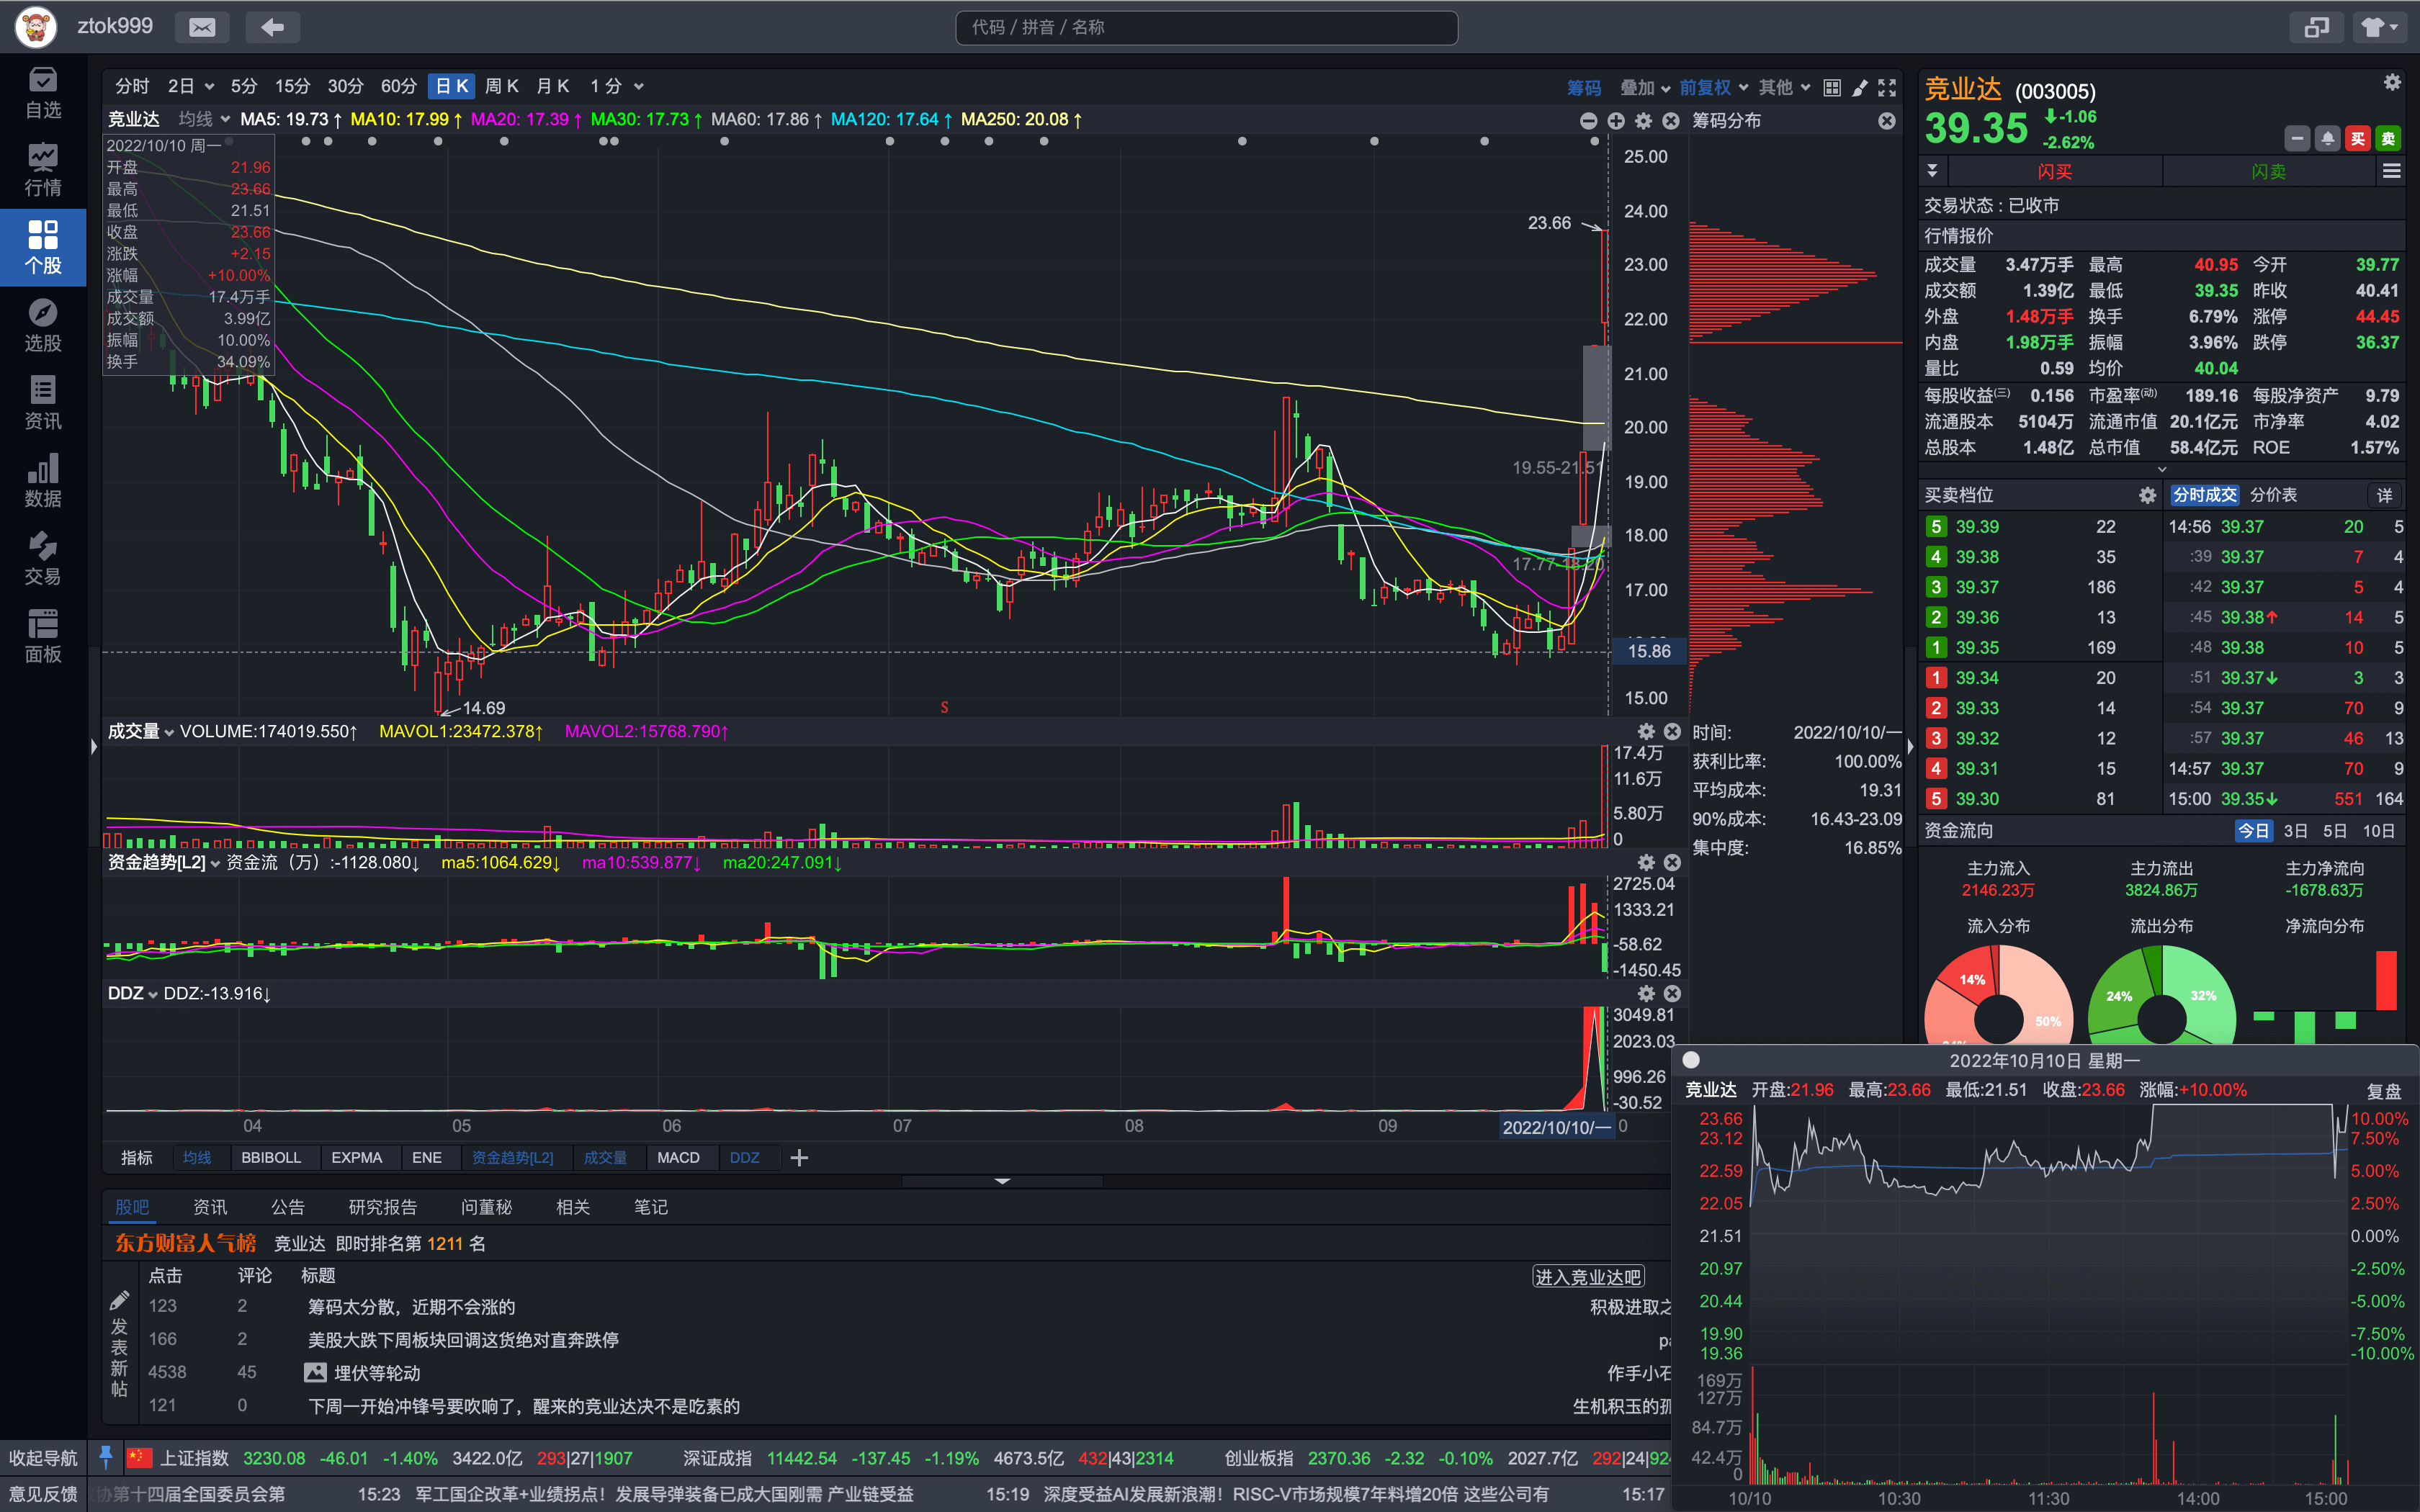 ztok999
代码 / 拼音 / 名称
自选
行情
个股
选股
资讯
数据
交易
面板
分时 2日 5分 15分 30分 60分 日K 周K 月K 1分
筹码 叠加 前复权 其他
竞业达 均线 MA5: 19.73↑ MA10: 17.99↑ MA20: 17.39↑ MA30: 17.73↑ MA60: 17.86↑ MA120: 17.64↑ MA250: 20.08↑
2022/10/10 周一
开盘 21.96
最高 23.66
最低 21.51
收盘 23.66
涨跌 +2.15
涨幅 +10.00%
成交量 17.4万手
成交额 3.99亿
振幅 10.00%
换手 34.09%
23.66
19.55-21.51
17.77-18.20
14.69
S
25.00
24.00
23.00
22.00
21.00
20.00
19.00
18.00
17.00
15.86
15.00
筹码分布
时间: 2022/10/10/一
获利比率: 100.00%
平均成本: 19.31
90%成本: 16.43-23.09
集中度: 16.85%
成交量 VOLUME:174019.550↑ MAVOL1:23472.378↑ MAVOL2:15768.790↑
17.4万
11.6万
5.80万
0
资金趋势[L2] 资金流（万）:-1128.080↓ ma5:1064.629↓ ma10:539.877↓ ma20:247.091↓
2725.04
1333.21
-58.62
-1450.45
DDZ DDZ:-13.916↓
3049.81
2023.03
996.26
-30.52
04 05 06 07 08 09 2022/10/10/一 0
指标 均线 BBIBOLL EXPMA ENE 资金趋势[L2] 成交量 MACD DDZ
股吧 资讯 公告 研究报告 问董秘 相关 笔记
东方财富人气榜 竞业达 即时排名第 1211 名
点击 评论 标题
进入竞业达吧
123 2 筹码太分散，近期不会涨的 积极进取之
166 2 美股大跌下周板块回调这货绝对直奔跌停
4538 45 埋伏等轮动 作手小石
121 0 下周一开始冲锋号要吹响了，醒来的竞业达决不是吃素的 生机积玉的孤
发表新帖
竞业达 (003005)
39.35 -1.06
-2.62%
买 卖
闪买 闪卖
交易状态 : 已收市
行情报价
成交量 3.47万手 最高 40.95 今开 39.77
成交额 1.39亿 最低 39.35 昨收 40.41
外盘 1.48万手 换手 6.79% 涨停 44.45
内盘 1.98万手 振幅 3.96% 跌停 36.37
量比 0.59 均价 40.04
每股收益(三) 0.156 市盈率(动) 189.16 每股净资产 9.79
流通股本 5104万 流通市值 20.1亿元 市净率 4.02
总股本 1.48亿 总市值 58.4亿元 ROE 1.57%
买卖档位
分时成交 分价表 详
5 39.39 22
4 39.38 35
3 39.37 186
2 39.36 13
1 39.35 169
1 39.34 20
2 39.33 14
3 39.32 12
4 39.31 15
5 39.30 81
14:56 39.37 20 5
:39 39.37 7 4
:42 39.37 5 4
:45 39.38↑ 14 5
:48 39.38 10 5
:51 39.37↓ 3 3
:54 39.37 70 9
:57 39.37 46 13
14:57 39.37 70 9
15:00 39.35↓ 551 164
资金流向 今日 3日 5日 10日
主力流入 主力流出 主力净流向
2146.23万 3824.86万 -1678.63万
流入分布 流出分布 净流向分布
14% 50%
24% 32%
2022年10月10日 星期一
竞业达 开盘:21.96 最高:23.66 最低:21.51 收盘:23.66 涨幅:+10.00% 复盘
23.66 10.00%
23.12 7.50%
22.59 5.00%
22.05 2.50%
21.51 0.00%
20.97 -2.50%
20.44 -5.00%
19.90 -7.50%
19.36 -10.00%
169万
127万
84.7万
42.4万
0
10/10 10:30 11:30 14:00 15:00
收起导航 上证指数 3230.08 -46.01 -1.40% 3422.0亿 293|27|1907 深证成指 11442.54 -137.45 -1.19% 4673.5亿 432|43|2314 创业板指 2370.36 -2.32 -0.10% 2027.7亿 292|24|924
意见反馈 协第十四届全国委员会第 15:23 军工国企改革+业绩拐点！发展导弹装备已成大国刚需 产业链受益 15:19 深度受益AI发展新浪潮！RISC-V市场规模7年料增20倍 这些公司有 15:17